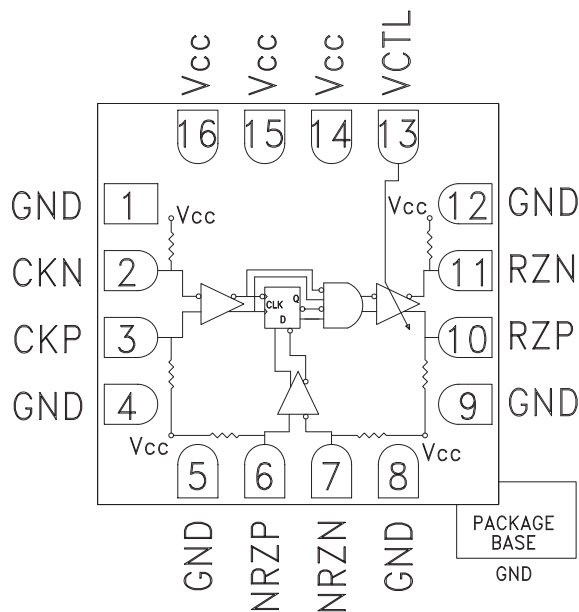 Vcc
Vcc
Vcc
VCTL
16
15
14
13
GND
1
Vcc
Vcc
12
GND
CKN
2
11
RZN
CLK
Q
D
CKP
3
10
RZP
GND
4
9
GND
Vcc
Vcc
5
6
7
8
GND
NRZP
NRZN
GND
PACKAGE
BASE
GND